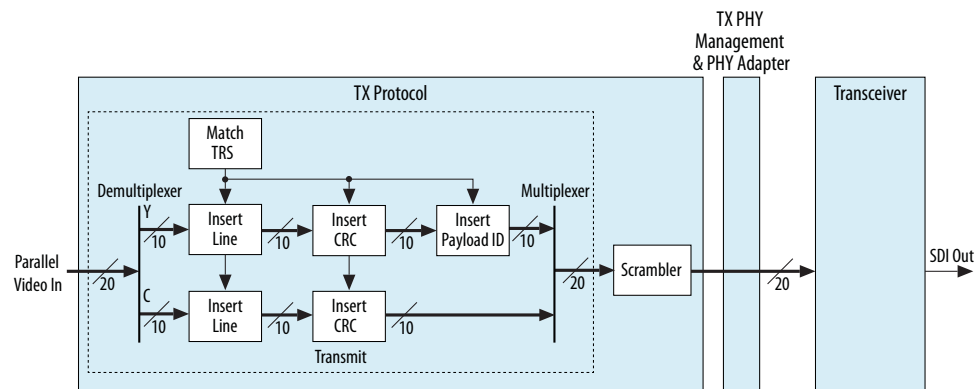 TX PHY
Management
& PHY Adapter
TX Protocol
Transceiver
Match
TRS
Demultiplexer
Multiplexer
Y
Insert
Line
Insert
CRC
Insert
Payload ID
10
10
10
10
Parallel
Video In
20
20
Scrambler
20
SDI Out
C
Insert
Line
Insert
CRC
10
10
10
Transmit